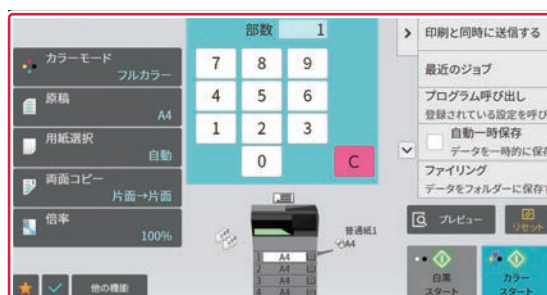 部数 1
カラーモード
フルカラー
原稿
A4
用紙選択
自動
両面コピー
片面→片面
倍率
100%
他の機能
7 8 9
4 5 6
1 2 3
0 C
普通紙1
A4
1 A4
2 A4
3 A4
4 A4
印刷と同時に送信する
最近のジョブ
プログラム呼び出し
登録されている設定を呼び
自動一時保存
データを一時的に保存
ファイリング
データをフォルダーに保存す
プレビュー
リセット
白黒
スタート
カラー
スタート